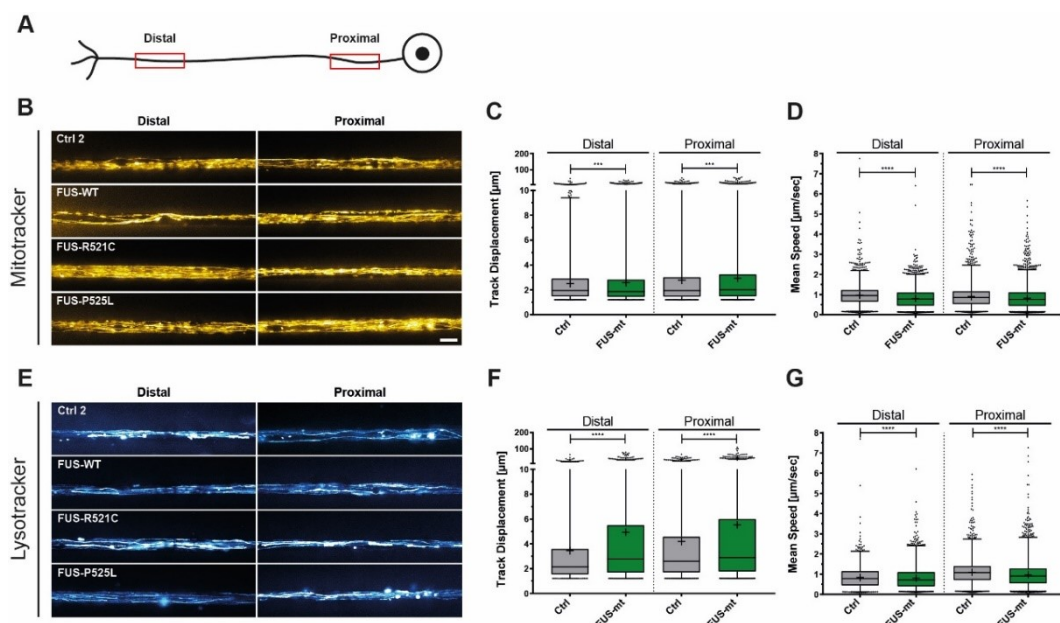 A
Distal
Proximal
B
Distal
Proximal
Mitotracker
Ctrl 2
FUS-WT
FUS-R521C
FUS-P525L
C
Distal
Proximal
***
***
Track Displacement [µm]
200
100
10
8
6
4
2
0
Ctrl
FUS-mt
Ctrl
FUS-mt
D
Distal
Proximal
****
****
Mean Speed [µm/sec]
8
7
6
5
4
3
2
1
0
Ctrl
FUS-mt
Ctrl
FUS-mt
E
Distal
Proximal
Lysotracker
Ctrl 2
FUS-WT
FUS-R521C
FUS-P525L
F
Distal
Proximal
****
****
Track Displacement [µm]
200
100
10
8
6
4
2
0
Ctrl
FUS-mt
Ctrl
FUS-mt
G
Distal
Proximal
****
****
Mean Speed [µm/sec]
8
7
6
5
4
3
2
1
0
Ctrl
FUS-mt
Ctrl
FUS-mt